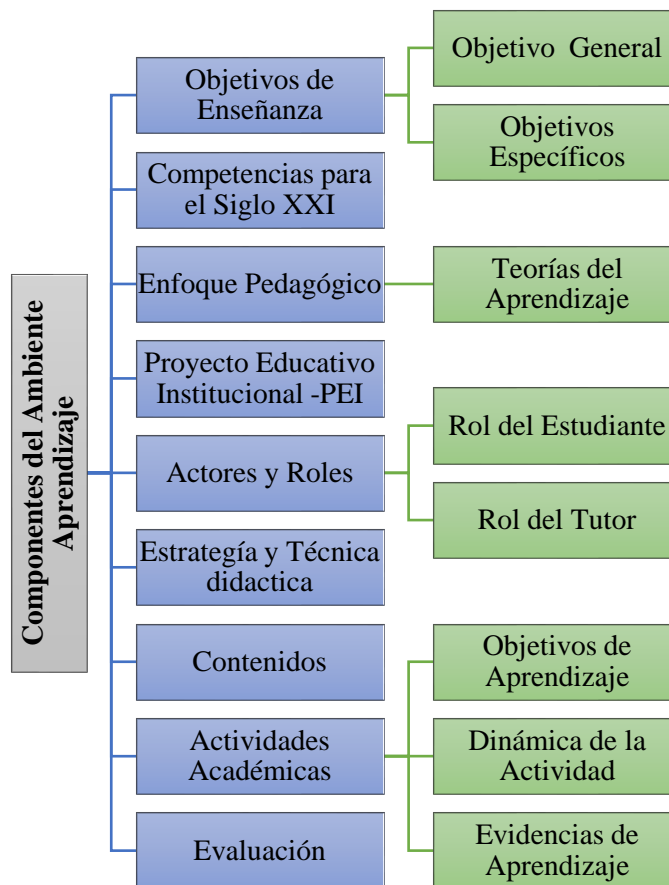 Componentes del Ambiente
Aprendizaje
Objetivos de
Enseñanza
Objetivo General
Objetivos
Específicos
Competencias para
el Siglo XXI
Enfoque Pedagógico
Teorías del
Aprendizaje
Proyecto Educativo
Institucional -PEI
Actores y Roles
Rol del Estudiante
Rol del Tutor
Estrategía y Técnica
didactica
Contenidos
Actividades
Académicas
Objetivos de
Aprendizaje
Dinámica de la
Actividad
Evidencias de
Aprendizaje
Evaluación